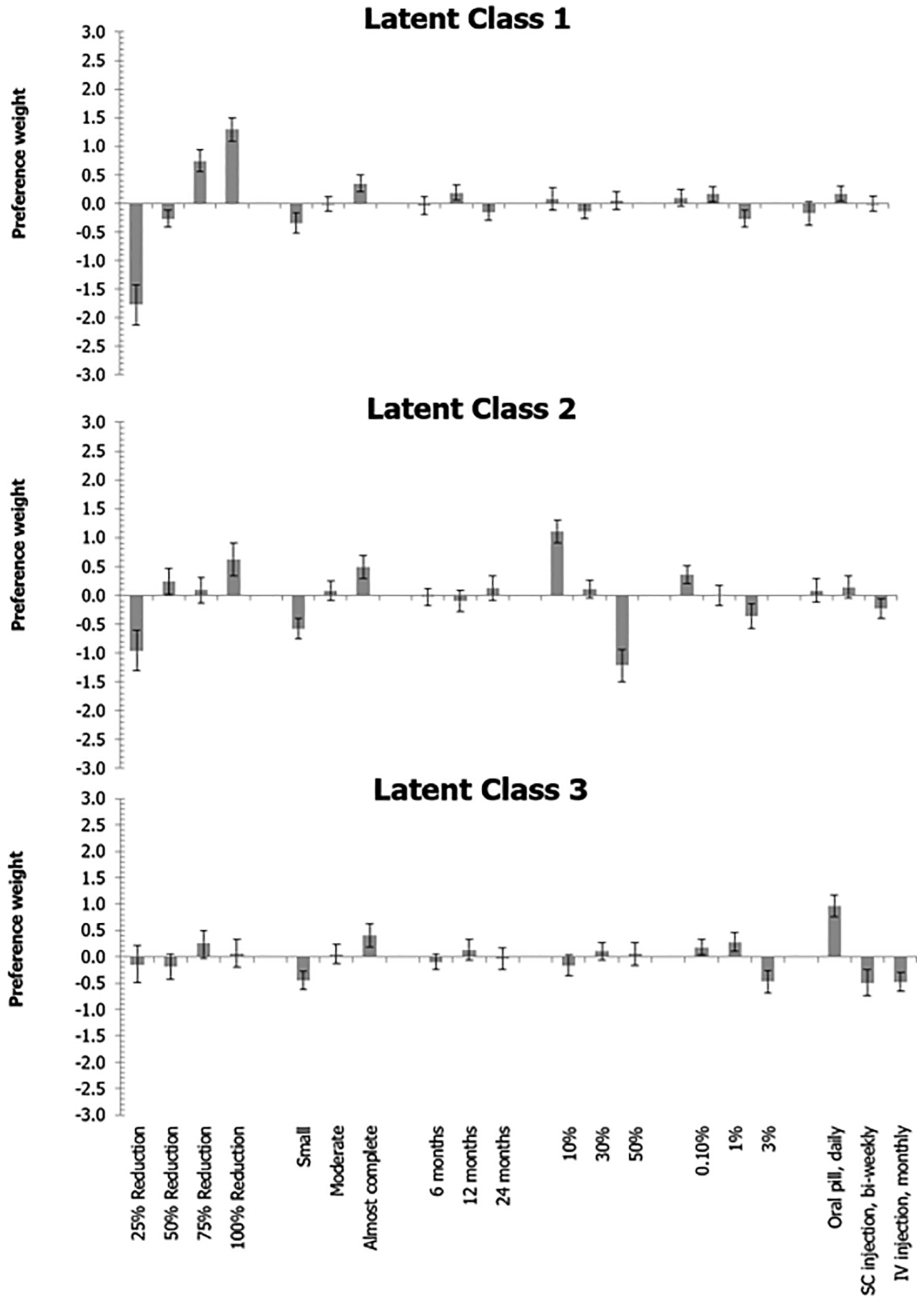 Latent Class 1
Preference weight
3.0
2.5
2.0
1.5
1.0
0.5
0.0
-0.5
-1.0
-1.5
-2.0
-2.5
-3.0
Latent Class 2
Preference weight
3.0
2.5
2.0
1.5
1.0
0.5
0.0
-0.5
-1.0
-1.5
-2.0
-2.5
-3.0
Latent Class 3
Preference weight
3.0
2.5
2.0
1.5
1.0
0.5
0.0
-0.5
-1.0
-1.5
-2.0
-2.5
-3.0
25% Reduction
50% Reduction
75% Reduction
100% Reduction
Small
Moderate
Almost complete
6 months
12 months
24 months
10%
30%
50%
0.10%
1%
3%
Oral pill, daily
SC injection, bi-weekly
IV injection, monthly